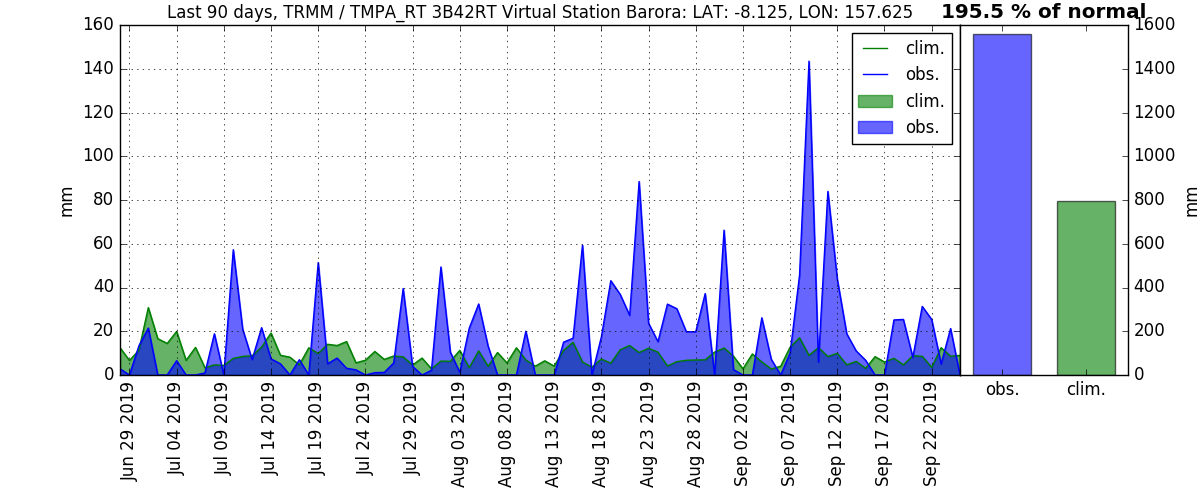 Last 90 days, TRMM / TMPA_RT 3B42RT Virtual Station Barora: LAT: -8.125, LON: 157.625
195.5 % of normal
160
140
120
100
80
60
40
20
0
mm
clim.
obs.
clim.
obs.
1600
1400
1200
1000
800
600
400
200
0
mm
Jun 29 2019
Jul 04 2019
Jul 09 2019
Jul 14 2019
Jul 19 2019
Jul 24 2019
Jul 29 2019
Aug 03 2019
Aug 08 2019
Aug 13 2019
Aug 18 2019
Aug 23 2019
Aug 28 2019
Sep 02 2019
Sep 07 2019
Sep 12 2019
Sep 17 2019
Sep 22 2019
obs.
clim.